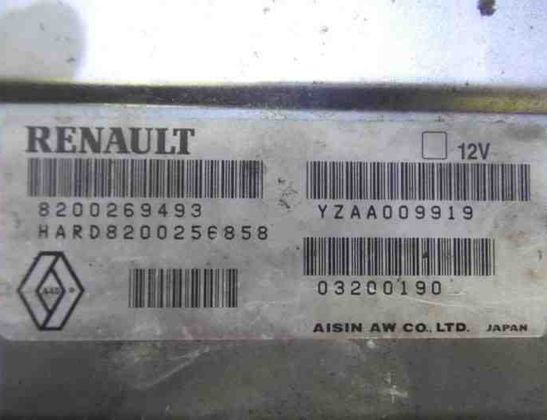 RENAULT
12V
8200269493
YZAA009919
HARD8200256858
03200190
AISIN AW CO., LTD. JAPAN